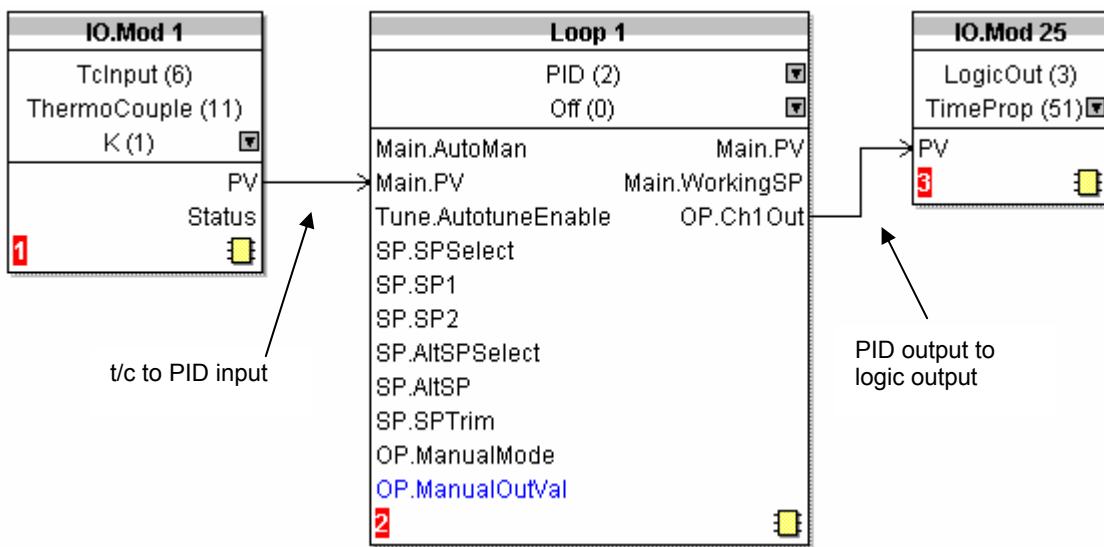 IO.Mod 1
TcInput (6)
ThermoCouple (11)
K (1)
PV
Status
1
t/c to PID input
Loop 1
PID (2)
Off (0)
Main.AutoMan Main.PV
Main.PV Main.WorkingSP
Tune.AutotuneEnable OP.Ch1Out
SP.SPSelect
SP.SP1
SP.SP2
SP.AltSPSelect
SP.AltSP
SP.SPTrim
OP.ManualMode
OP.ManualOutVal
2
IO.Mod 25
LogicOut (3)
TimeProp (51)
PV
3
PID output to
logic output